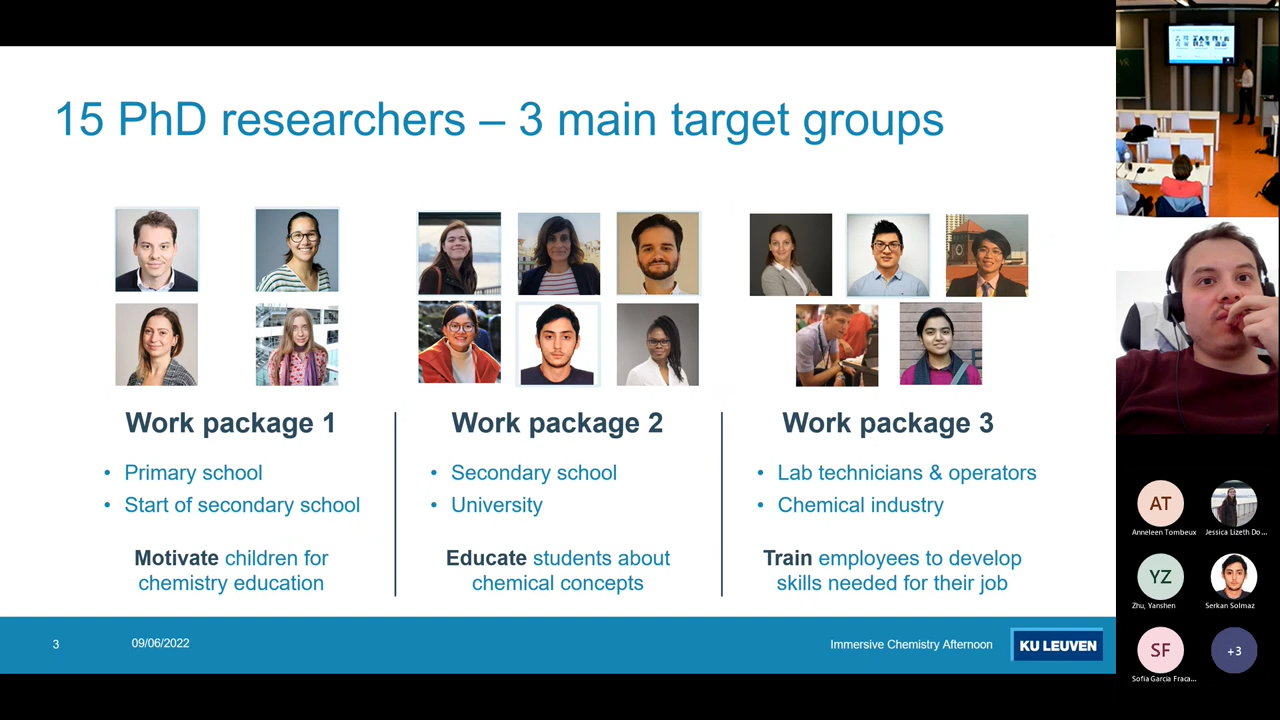 15 PhD researchers – 3 main target groups
Work package 1
• Primary school
• Start of secondary school
Motivate children for
chemistry education
Work package 2
• Secondary school
• University
Educate students about
chemical concepts
Work package 3
• Lab technicians & operators
• Chemical industry
Train employees to develop
skills needed for their job
3
09/06/2022
Immersive Chemistry Afternoon
KU LEUVEN
AT
Anneleen Tombeux
Jessica Lizeth Do...
YZ
Zhu, Yanshen
Serkan Solmaz
SF
Sofia Garcia Fraca...
+3